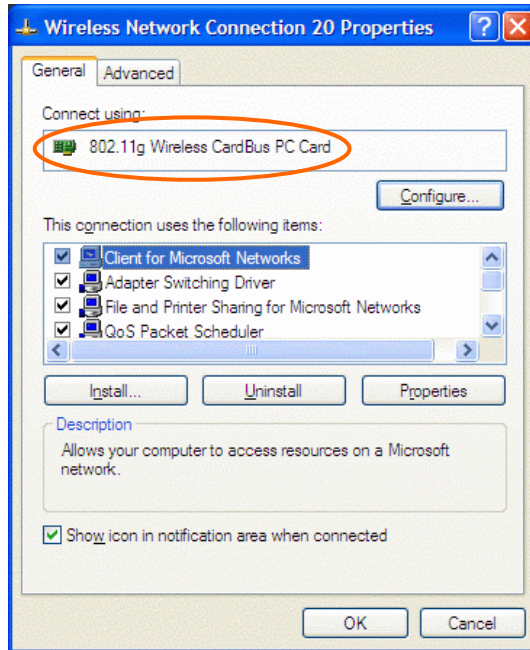 Wireless Network Connection 20 Properties
General Advanced
Connect using:
802.11g Wireless CardBus PC Card
Configure...
This connection uses the following items:
Client for Microsoft Networks
Adapter Switching Driver
File and Printer Sharing for Microsoft Networks
QoS Packet Scheduler
Install... Uninstall Properties
Description
Allows your computer to access resources on a Microsoft
network.
Show icon in notification area when connected
OK Cancel